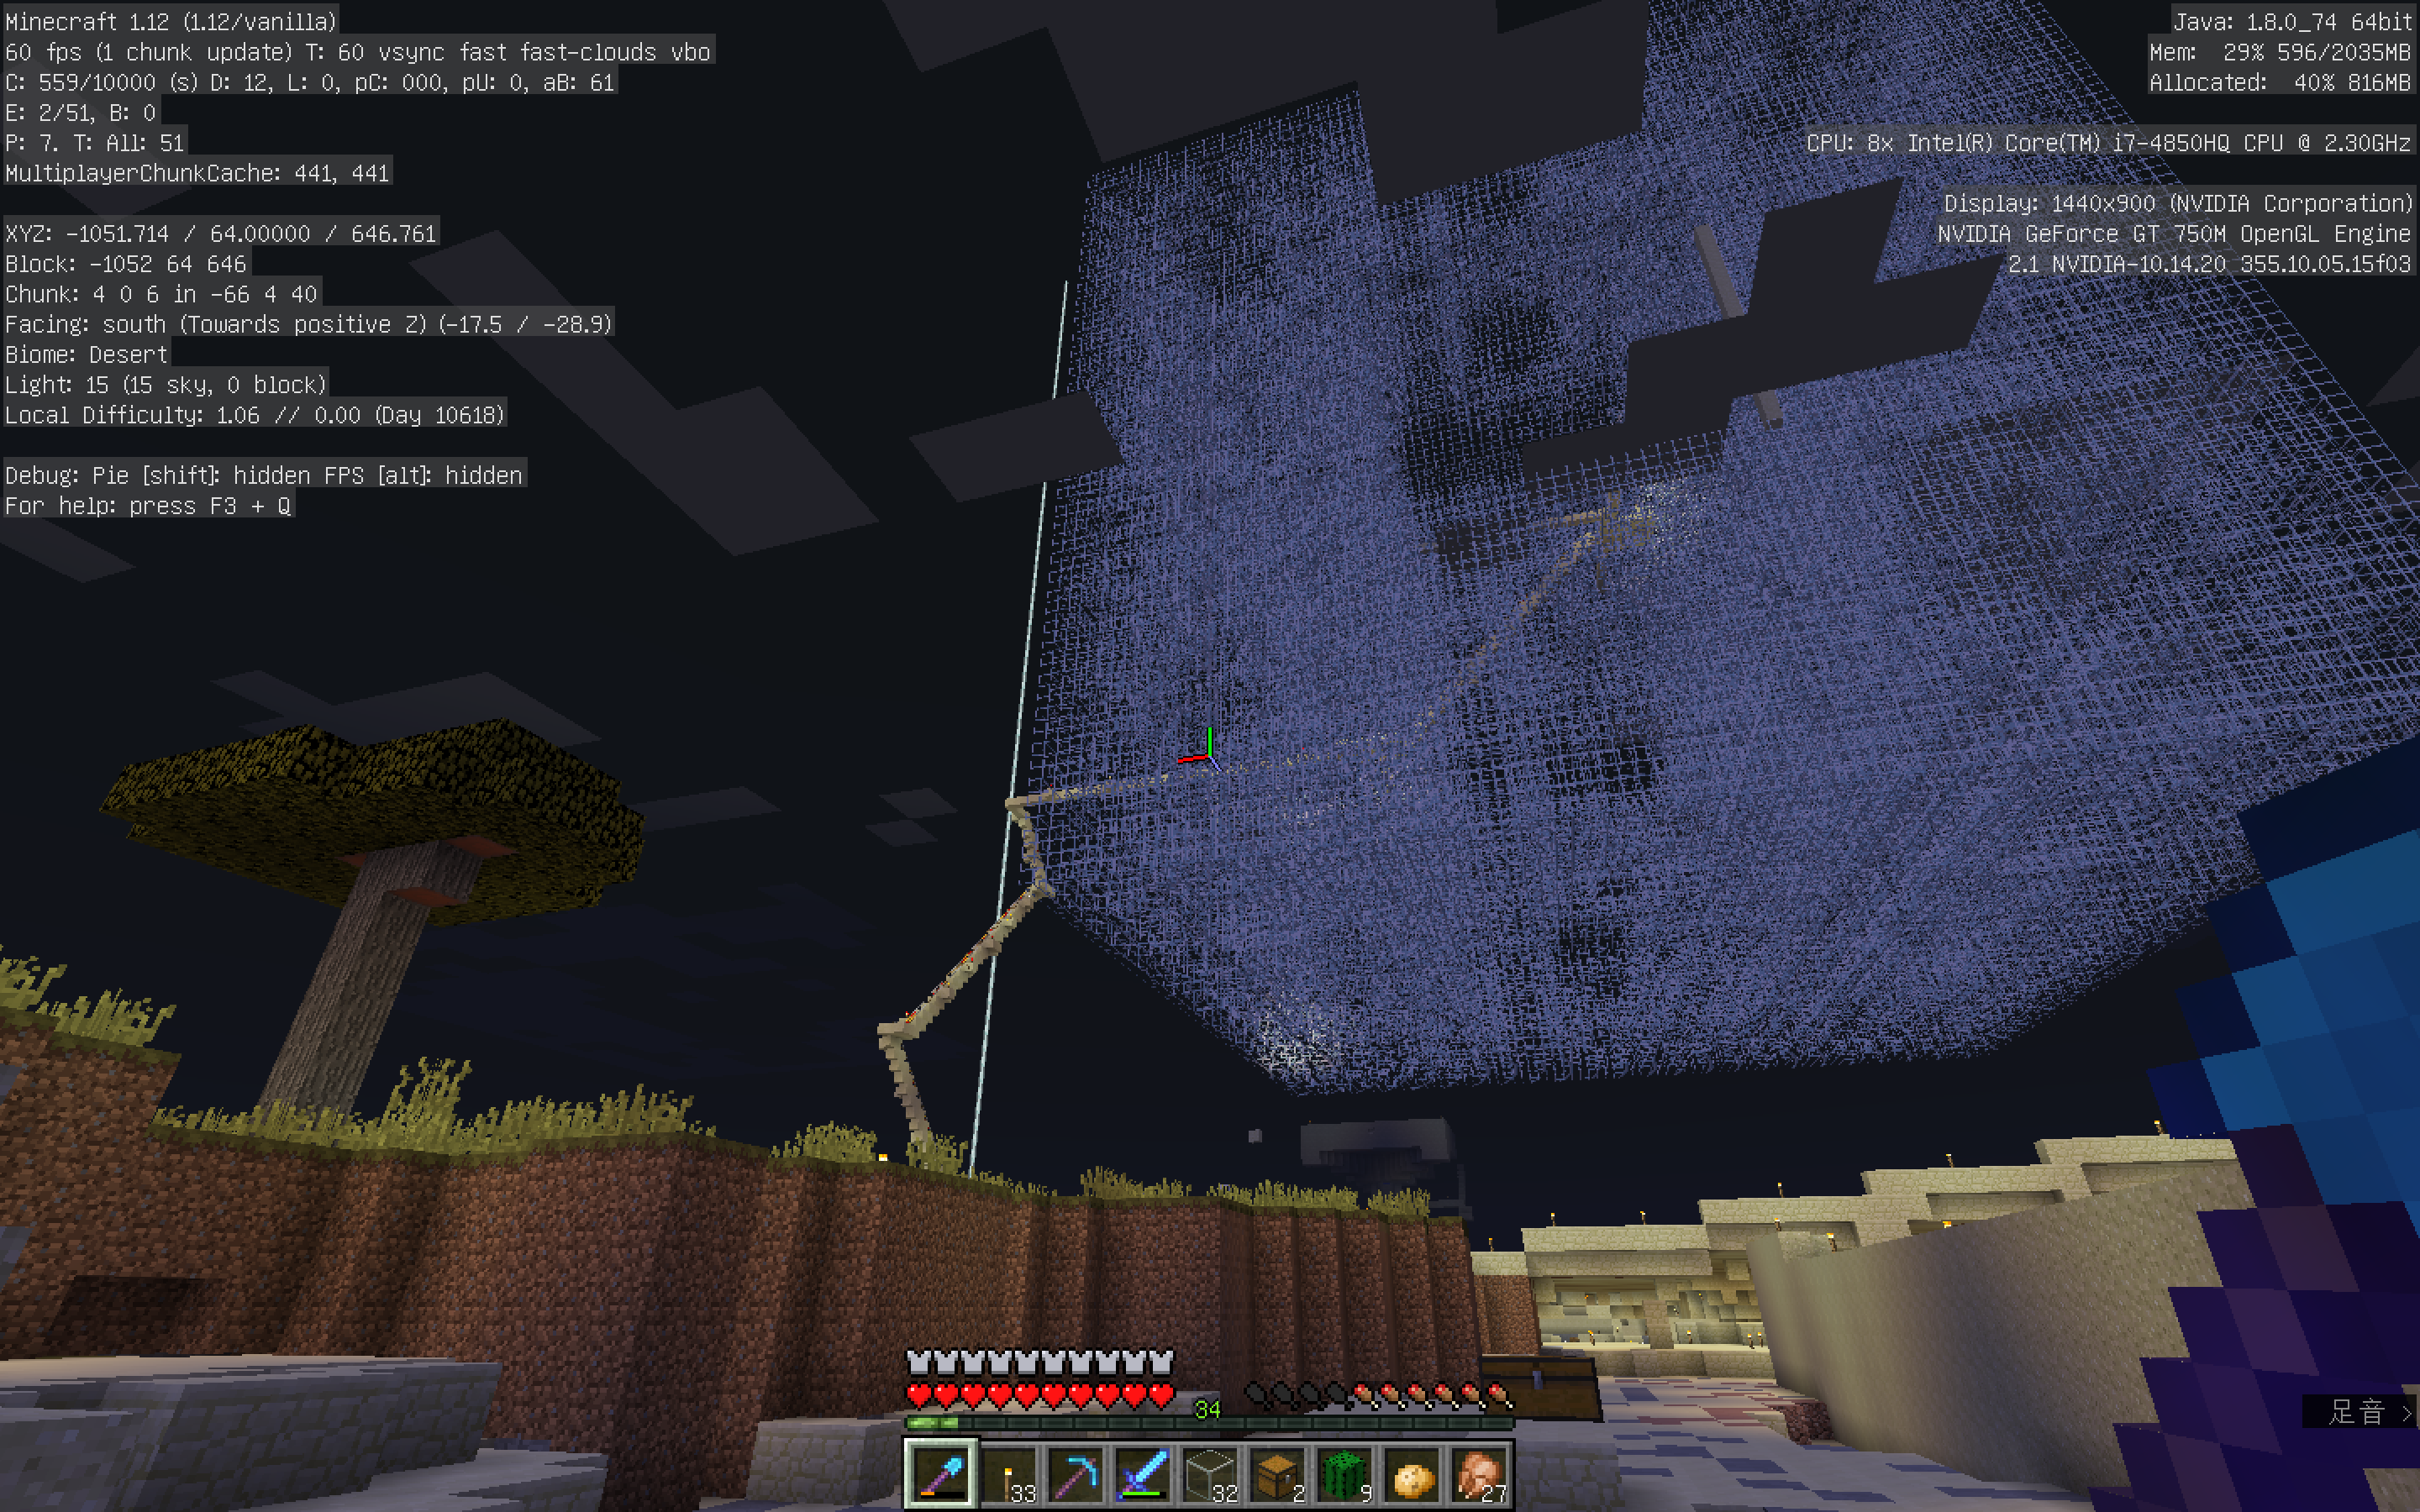 Minecraft 1.12 (1.12/vanilla)
60 fps (1 chunk update) T: 60 vsync fast fast-clouds vbo
C: 559/10000 (s) D: 12, L: 0, pC: 000, pU: 0, aB: 61
E: 2/51, B: 0
P: 7. T: All: 51
MultiplayerChunkCache: 441, 441
XYZ: -1051.714 / 64.00000 / 646.761
Block: -1052 64 646
Chunk: 4 0 6 in -66 4 40
Facing: south (Towards positive Z) (-17.5 / -28.9)
Biome: Desert
Light: 15 (15 sky, 0 block)
Local Difficulty: 1.06 // 0.00 (Day 10618)
Debug: Pie [shift]: hidden FPS [alt]: hidden
For help: press F3 + Q
Java: 1.8.0_74 64bit
Mem: 29% 596/2035MB
Allocated: 40% 816MB
CPU: 8x Intel(R) Core(TM) i7-4850HQ CPU @ 2.30GHz
Display: 1440x900 (NVIDIA Corporation)
NVIDIA GeForce GT 750M OpenGL Engine
2.1 NVIDIA-10.14.20 355.10.05.15f03
足音 >
34
33 32 2 9 27